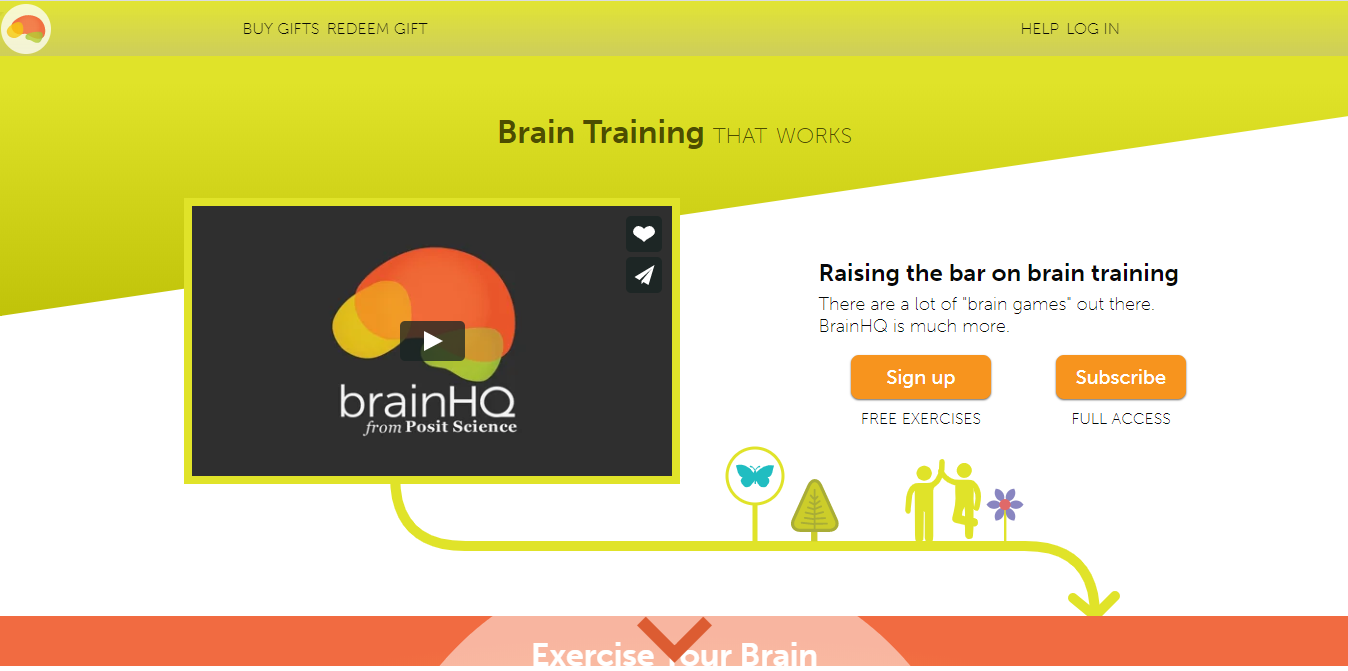 BUY GIFTS REDEEM GIFT HELP LOG IN
Brain Training THAT WORKS
brainHQ
from Posit Science
Raising the bar on brain training
There are a lot of "brain games" out there.
BrainHQ is much more.
Sign up Subscribe
FREE EXERCISES FULL ACCESS
Exercise Your Brain